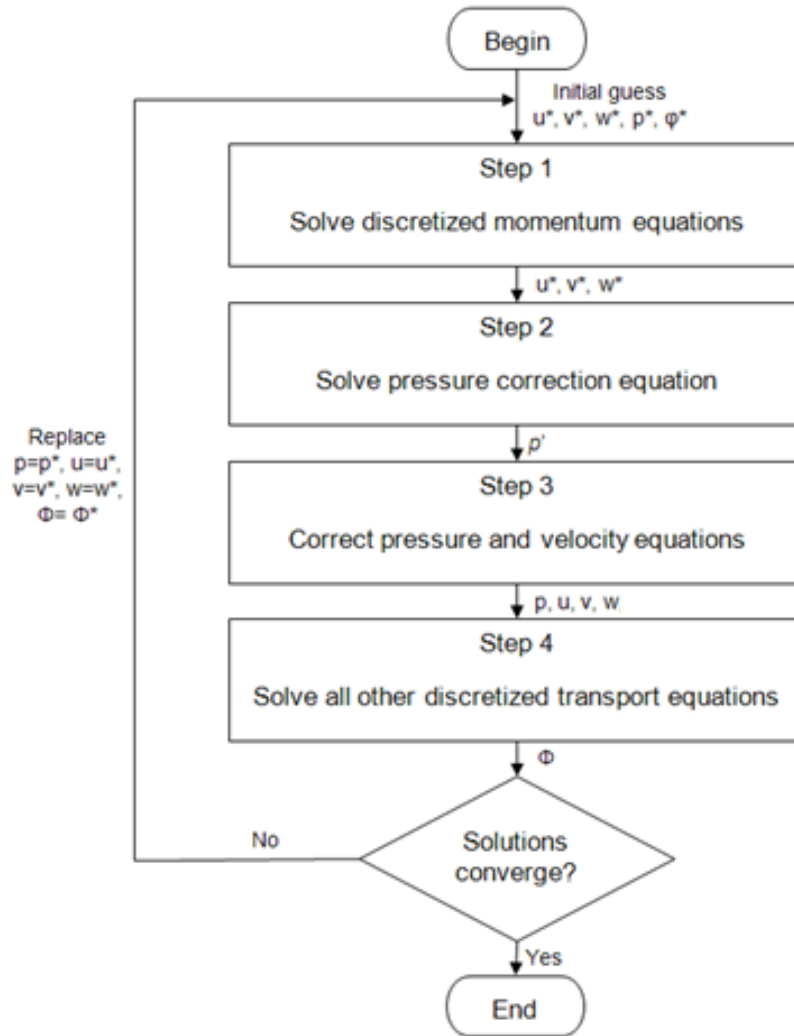 Begin
Initial guess
u*, v*, w*, p*, φ*
Step 1
Solve discretized momentum equations
u*, v*, w*
Step 2
Solve pressure correction equation
p'
Replace
p=p*, u=u*,
v=v*, w=w*,
Φ= Φ*
Step 3
Correct pressure and velocity equations
p, u, v, w
Step 4
Solve all other discretized transport equations
Φ
Solutions
converge?
No
Yes
End